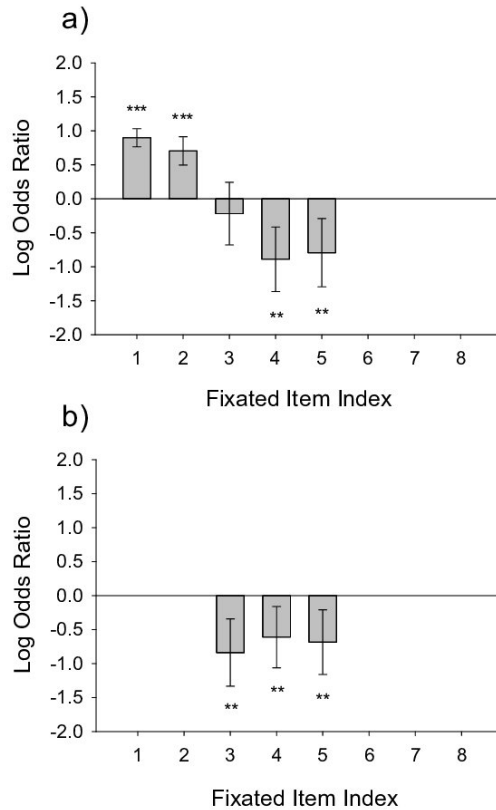 a)
2.0
1.5
1.0
0.5
0.0
-0.5
-1.0
-1.5
-2.0
Log Odds Ratio
*** ***
** **
1 2 3 4 5 6 7 8
Fixated Item Index
b)
2.0
1.5
1.0
0.5
0.0
-0.5
-1.0
-1.5
-2.0
Log Odds Ratio
** ** **
1 2 3 4 5 6 7 8
Fixated Item Index